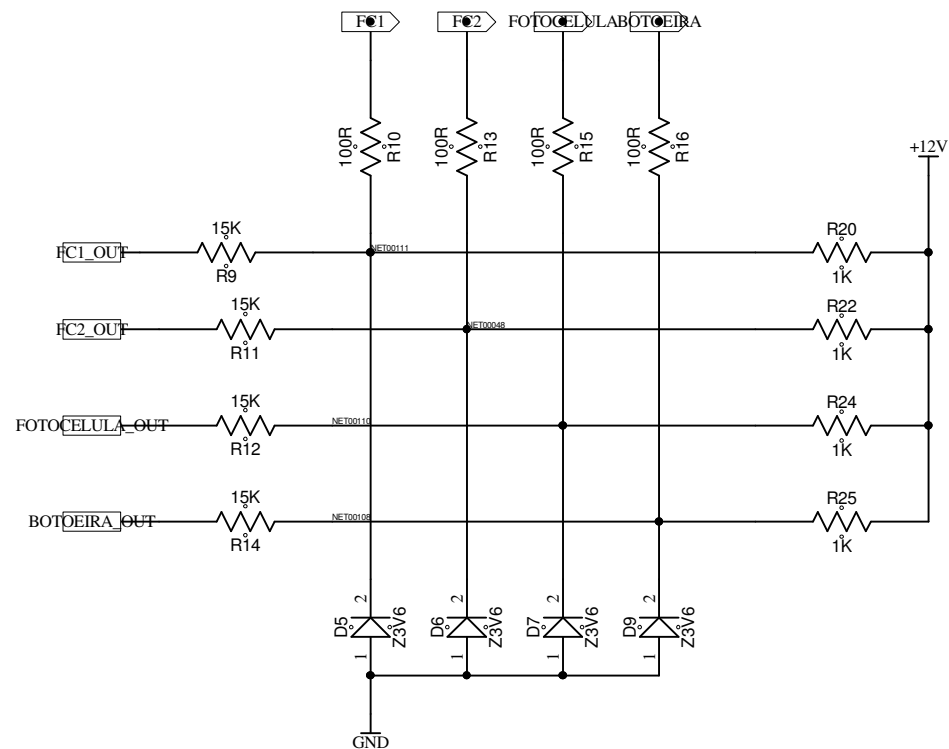 FC1 FC2 FOTOCELULA BOTOEIRA
100R R10 100R R13 100R R15 100R R16
+12V
15K R20
FC1_OUT NET00111
R9 1K
15K R22
FC2_OUT NET00048
R11 1K
15K R24
FOTOCELULA_OUT NET00110
R12 1K
15K R25
BOTOEIRA_OUT NET00108
R14 1K
2 2 2 2
D5 Z3V6 D6 Z3V6 D7 Z3V6 D9 Z3V6
1 1 1 1
GND